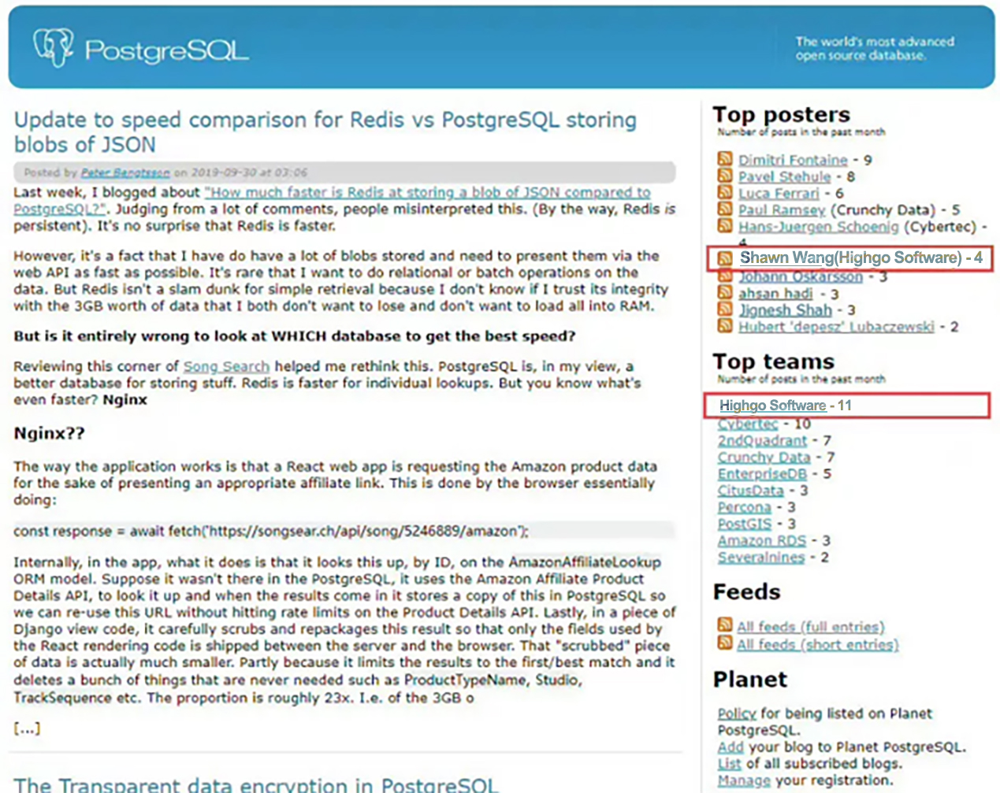 PostgreSQL
The world's most advanced
open source database.
Update to speed comparison for Redis vs PostgreSQL storing
blobs of JSON
Posted by Peter Bengtsson on 2019-09-30 at 03:06
Last week, I blogged about "How much faster is Redis at storing a blob of JSON compared to
PostgreSQL?". Judging from a lot of comments, people misinterpreted this. (By the way, Redis is
persistent). It's no surprise that Redis is faster.
However, it's a fact that I have do have a lot of blobs stored and need to present them via the
web API as fast as possible. It's rare that I want to do relational or batch operations on the
data. But Redis isn't a slam dunk for simple retrieval because I don't know if I trust its integrity
with the 3GB worth of data that I both don't want to lose and don't want to load all into RAM.
But is it entirely wrong to look at WHICH database to get the best speed?
Reviewing this corner of Song Search helped me rethink this. PostgreSQL is, in my view, a
better database for storing stuff. Redis is faster for individual lookups. But you know what's
even faster? Nginx
Nginx??
The way the application works is that a React web app is requesting the Amazon product data
for the sake of presenting an appropriate affiliate link. This is done by the browser essentially
doing:
const response = await fetch('https://songsear.ch/api/song/5246889/amazon');
Internally, in the app, what it does is that it looks this up, by ID, on the AmazonAffiliateLookup
ORM model. Suppose it wasn't there in the PostgreSQL, it uses the Amazon Affiliate Product
Details API, to look it up and when the results come in it stores a copy of this in PostgreSQL so
we can re-use this URL without hitting rate limits on the Product Details API. Lastly, in a piece of
Django view code, it carefully scrubs and repackages this result so that only the fields used by
the React rendering code is shipped between the server and the browser. That "scrubbed" piece
of data is actually much smaller. Partly because it limits the results to the first/best match and it
deletes a bunch of things that are never needed such as ProductTypeName, Studio,
TrackSequence etc. The proportion is roughly 23x. I.e. of the 3GB o
[...]
The Transparent data encryption in PostgreSQL
Top posters
Number of posts in the past month
Dimitri Fontaine - 9
Pavel Stehule - 8
Luca Ferrari - 6
Paul Ramsey (Crunchy Data) - 5
Hans-Juergen Schoenig (Cybertec) -
4
Shawn Wang(Highgo Software) - 4
Johann Oskarsson - 3
ahsan hadi - 3
Jignesh Shah - 3
Hubert 'depesz' Lubaczewski - 2
Top teams
Number of posts in the past month
Highgo Software - 11
Cybertec - 10
2ndQuadrant - 7
Crunchy Data - 7
EnterpriseDB - 5
CitusData - 3
Percona - 3
PostGIS - 3
Amazon RDS - 3
Severalnines - 2
Feeds
All feeds (full entries)
All feeds (short entries)
Planet
Policy for being listed on Planet
PostgreSQL.
Add your blog to Planet PostgreSQL.
List of all subscribed blogs.
Manage your registration.